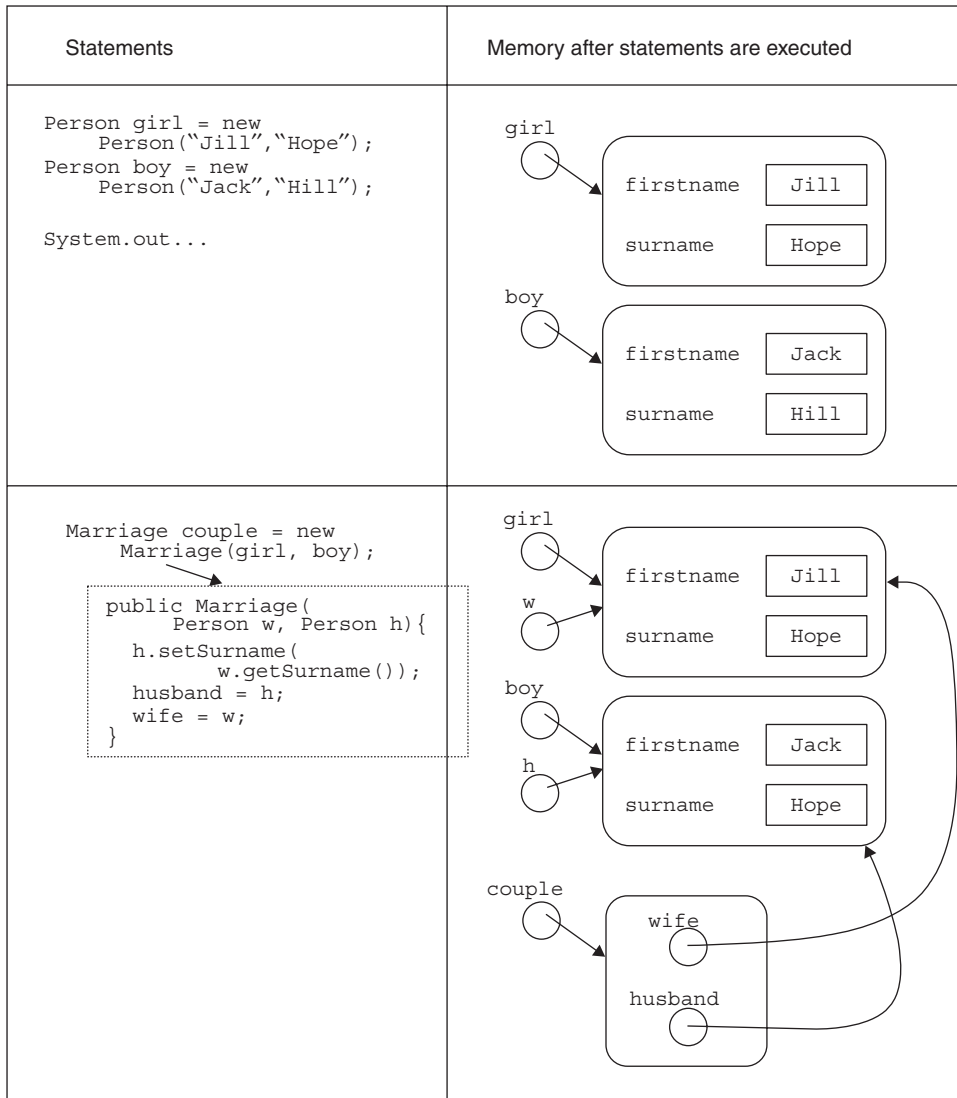 Statements
Memory after statements are executed
Person girl = new
Person(“Jill”,“Hope”);
Person boy = new
Person(“Jack”,“Hill”);
System.out...
girl
firstname Jill
surname Hope
boy
firstname Jack
surname Hill
Marriage couple = new
Marriage(girl, boy);
public Marriage(
Person w, Person h){
h.setSurname(
w.getSurname());
husband = h;
wife = w;
}
girl
firstname Jill
w
surname Hope
boy
firstname Jack
h
surname Hope
couple
wife
husband